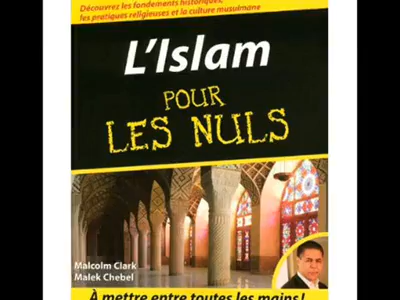 Découvrez les fondements historiques,
les pratiques religieuses et la culture musulmane
L'Islam
POUR
LES NULS
Malcolm Clark
Malek Chebel
À mettre entre toutes les mains !